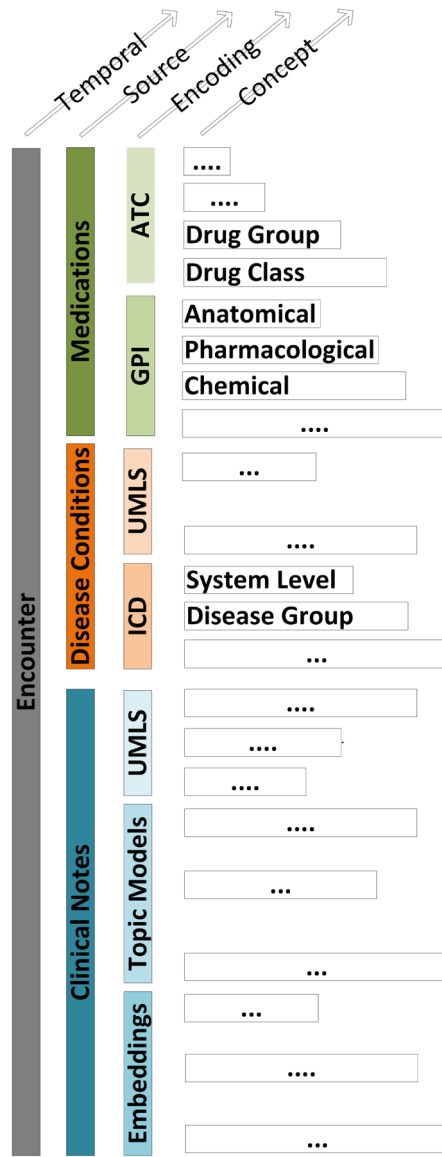 Temporal
Source
Encoding
Concept
Encounter
Medications
ATC
....
....
Drug Group
Drug Class
GPI
Anatomical
Pharmacological
Chemical
....
Disease Conditions
UMLS
...
....
ICD
System Level
Disease Group
...
Clinical Notes
UMLS
....
....
....
Topic Models
....
...
...
Embeddings
...
....
...